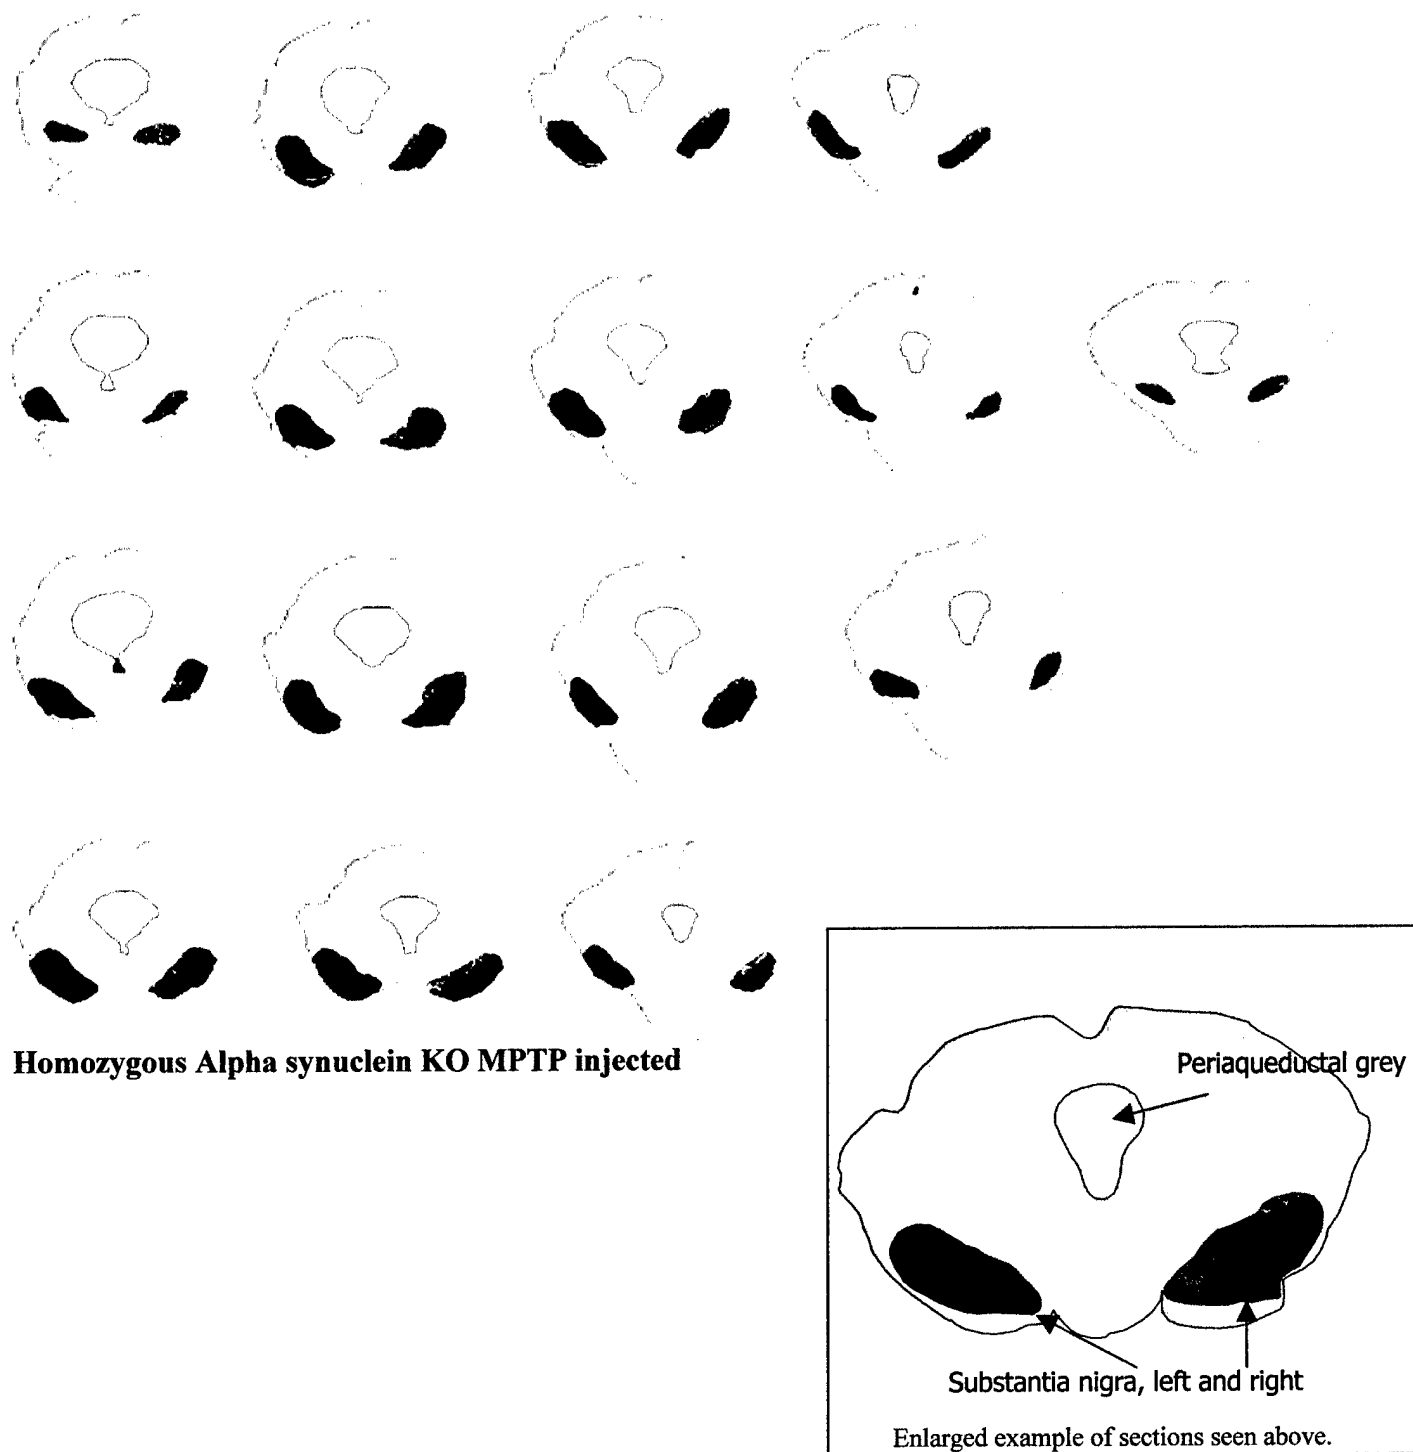 Homozygous Alpha synuclein KO MPTP injected
Periaqueductal grey
Substantia nigra, left and right
Enlarged example of sections seen above.